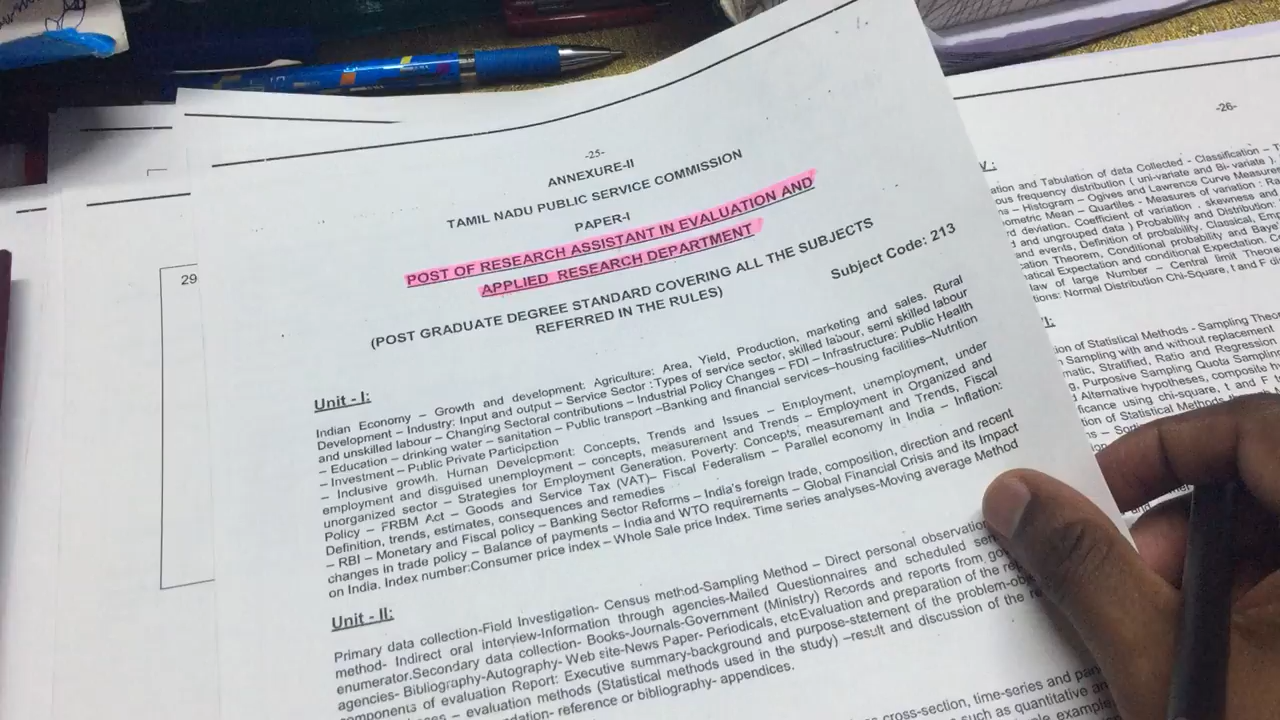 29
-25-
ANNEXURE-II
TAMIL NADU PUBLIC SERVICE COMMISSION
PAPER-I
POST OF RESEARCH ASSISTANT IN EVALUATION AND
APPLIED RESEARCH DEPARTMENT
(POST GRADUATE DEGREE STANDARD COVERING ALL THE SUBJECTS
REFERRED IN THE RULES)
Subject Code: 213
Unit - I:
Indian Economy – Growth and development: Agriculture: Area, Yield, Production, marketing and sales, Rural
Development – Industry: Input and output – Service Sector :Types of service sector, skilled labour, semi skilled labour
and unskilled labour – Changing Sectoral contributions – Industrial Policy Changes – FDI – Infrastructure: Public Health
– Education – drinking water – sanitation – Public transport –Banking and financial services–housing facilities–Nutrition
– Investment – Public Private Participation
– Inclusive growth. Human Development: Concepts, Trends and Issues – Employment, unemployment, under
employment and disguised unemployment – concepts, measurement and Trends – Employment in Organized and
unorganized sector – Strategies for Employment Generation. Poverty: Concepts, measurement and Trends, Fiscal
Policy – FRBM Act – Goods and Service Tax (VAT)– Fiscal Federalism – Parallel economy in India – Inflation:
Definition, trends, estimates, consequences and remedies
– RBI – Monetary and Fiscal policy – Banking Sector Reforms – India's foreign trade, composition, direction and recent
changes in trade policy – Balance of payments – India and WTO requirements – Global Financial Crisis and its Impact
on India. Index number:Consumer price index – Whole Sale price Index. Time series analyses-Moving average Method
Unit - II:
Primary data collection-Field Investigation- Census method-Sampling Method – Direct personal observation
method- Indirect oral interview-Information through agencies-Mailed Questionnaires and scheduled
enumerator.Secondary data collection- Books-Journals-Government (Ministry) Records and reports from
agencies- Bibliography-Autography- Web site-News Paper- Periodicals, etcEvaluation and preparation of the
components of evaluation Report: Executive summary-background and purpose-statement of the
– evaluation methods (Statistical methods used in the study) –result and discussion of the
reference or bibliography- appendices.
cross-section, time-series and
such as quantitative
example
-26-
and Tabulation of data Collected - Classification –
frequency distribution ( uni-variate and Bi- variate )
– Histogram – Ogives and Lawrence Curve
Mean – Quartiles - Measures of variation :
deviation. Coefficient of variation - skewness and
and ungrouped data ) Probability and Distribution:
and events, Definition of probability, Classical,
Theorem, Conditional probability and
Expectation and conditional Expectation.
law of large Number – Central limit
Normal Distribution Chi-Square, t and F
of Statistical Methods - Sampling
Sampling with and without replacement
Stratified, Ratio and Regression
Purposive Sampling Quota
Alternative hypotheses, composite
using chi-square, t and F
of Statistical Methods